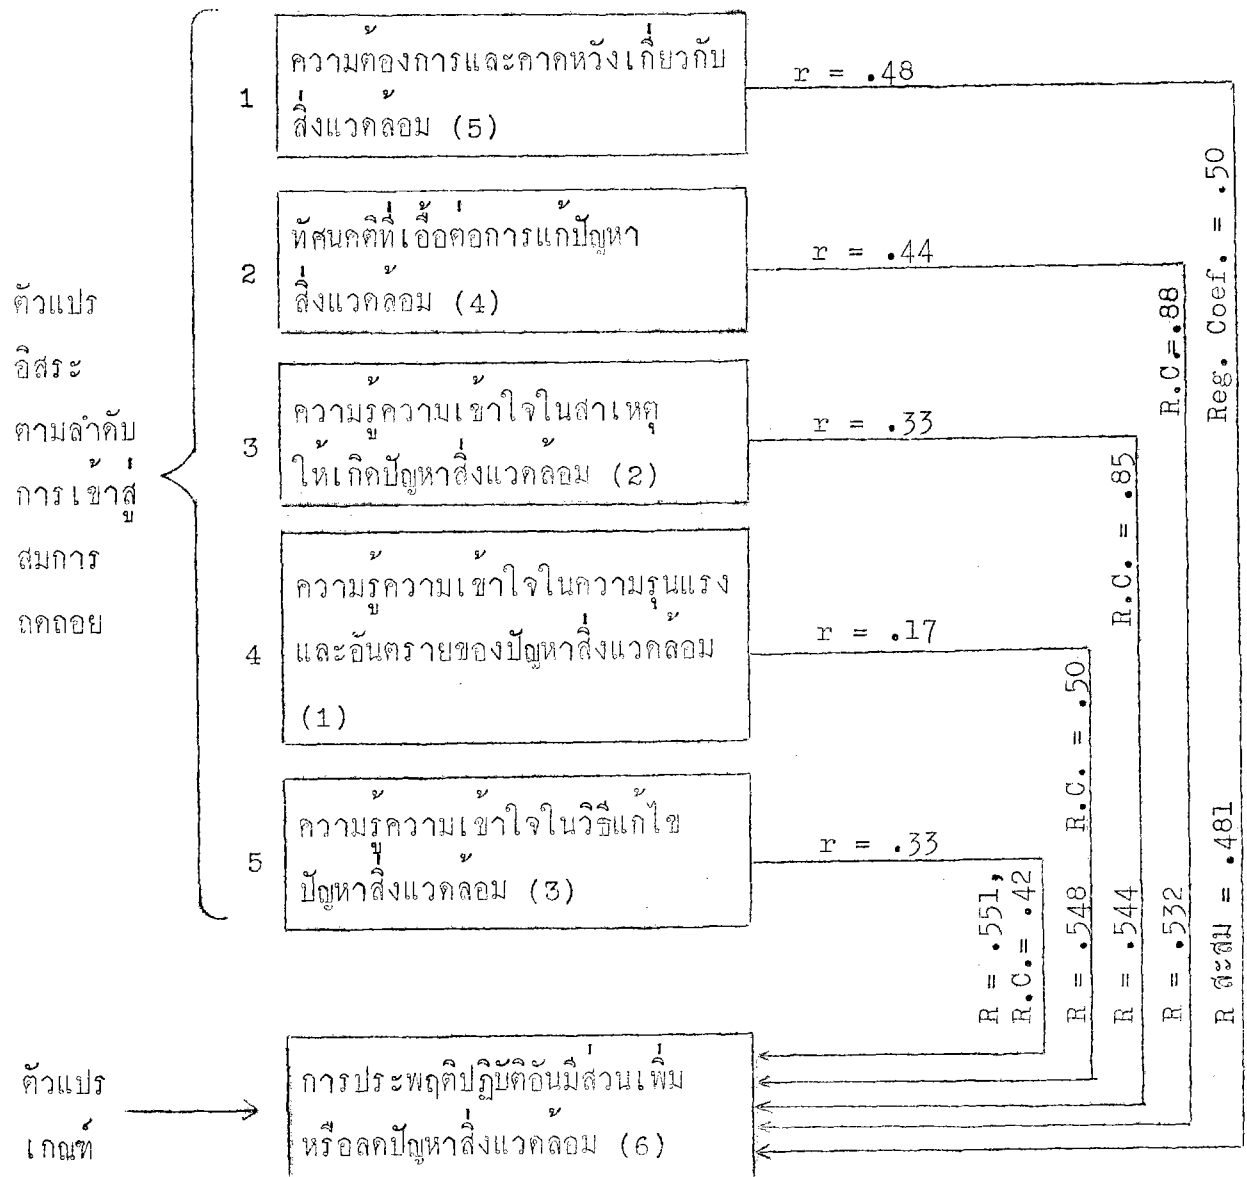 ความต้องการและคาดหวังเกี่ยวกับ
1
สิ่งแวดล้อม (5)
r = .48
Reg. Coef. = .50
ทัศนคติที่เอื้อต่อการแก้ปัญหา
2
สิ่งแวดล้อม (4)
r = .44
R.C.=.88
ตัวแปร
อิสระ
ตามลำดับ
การเข้าสู่
สมการ
ถดถอย
ความรู้ความเข้าใจในสาเหตุ
3
ให้เกิดปัญหาสิ่งแวดล้อม (2)
r = .33
R.C. = .85
ความรู้ความเข้าใจในความรุนแรง
4
และอันตรายของปัญหาสิ่งแวดล้อม
(1)
r = .17
R.C. = .50
ความรู้ความเข้าใจในวิธีแก้ไข
5
ปัญหาสิ่งแวดล้อม (3)
r = .33
R = .551,
R.C.= .42
R = .548
R = .544
R = .532
R สะสม = .481
ตัวแปร
เกณฑ์
การประพฤติปฏิบัติอันมีส่วนเพิ่ม
หรือลดปัญหาสิ่งแวดล้อม (6)